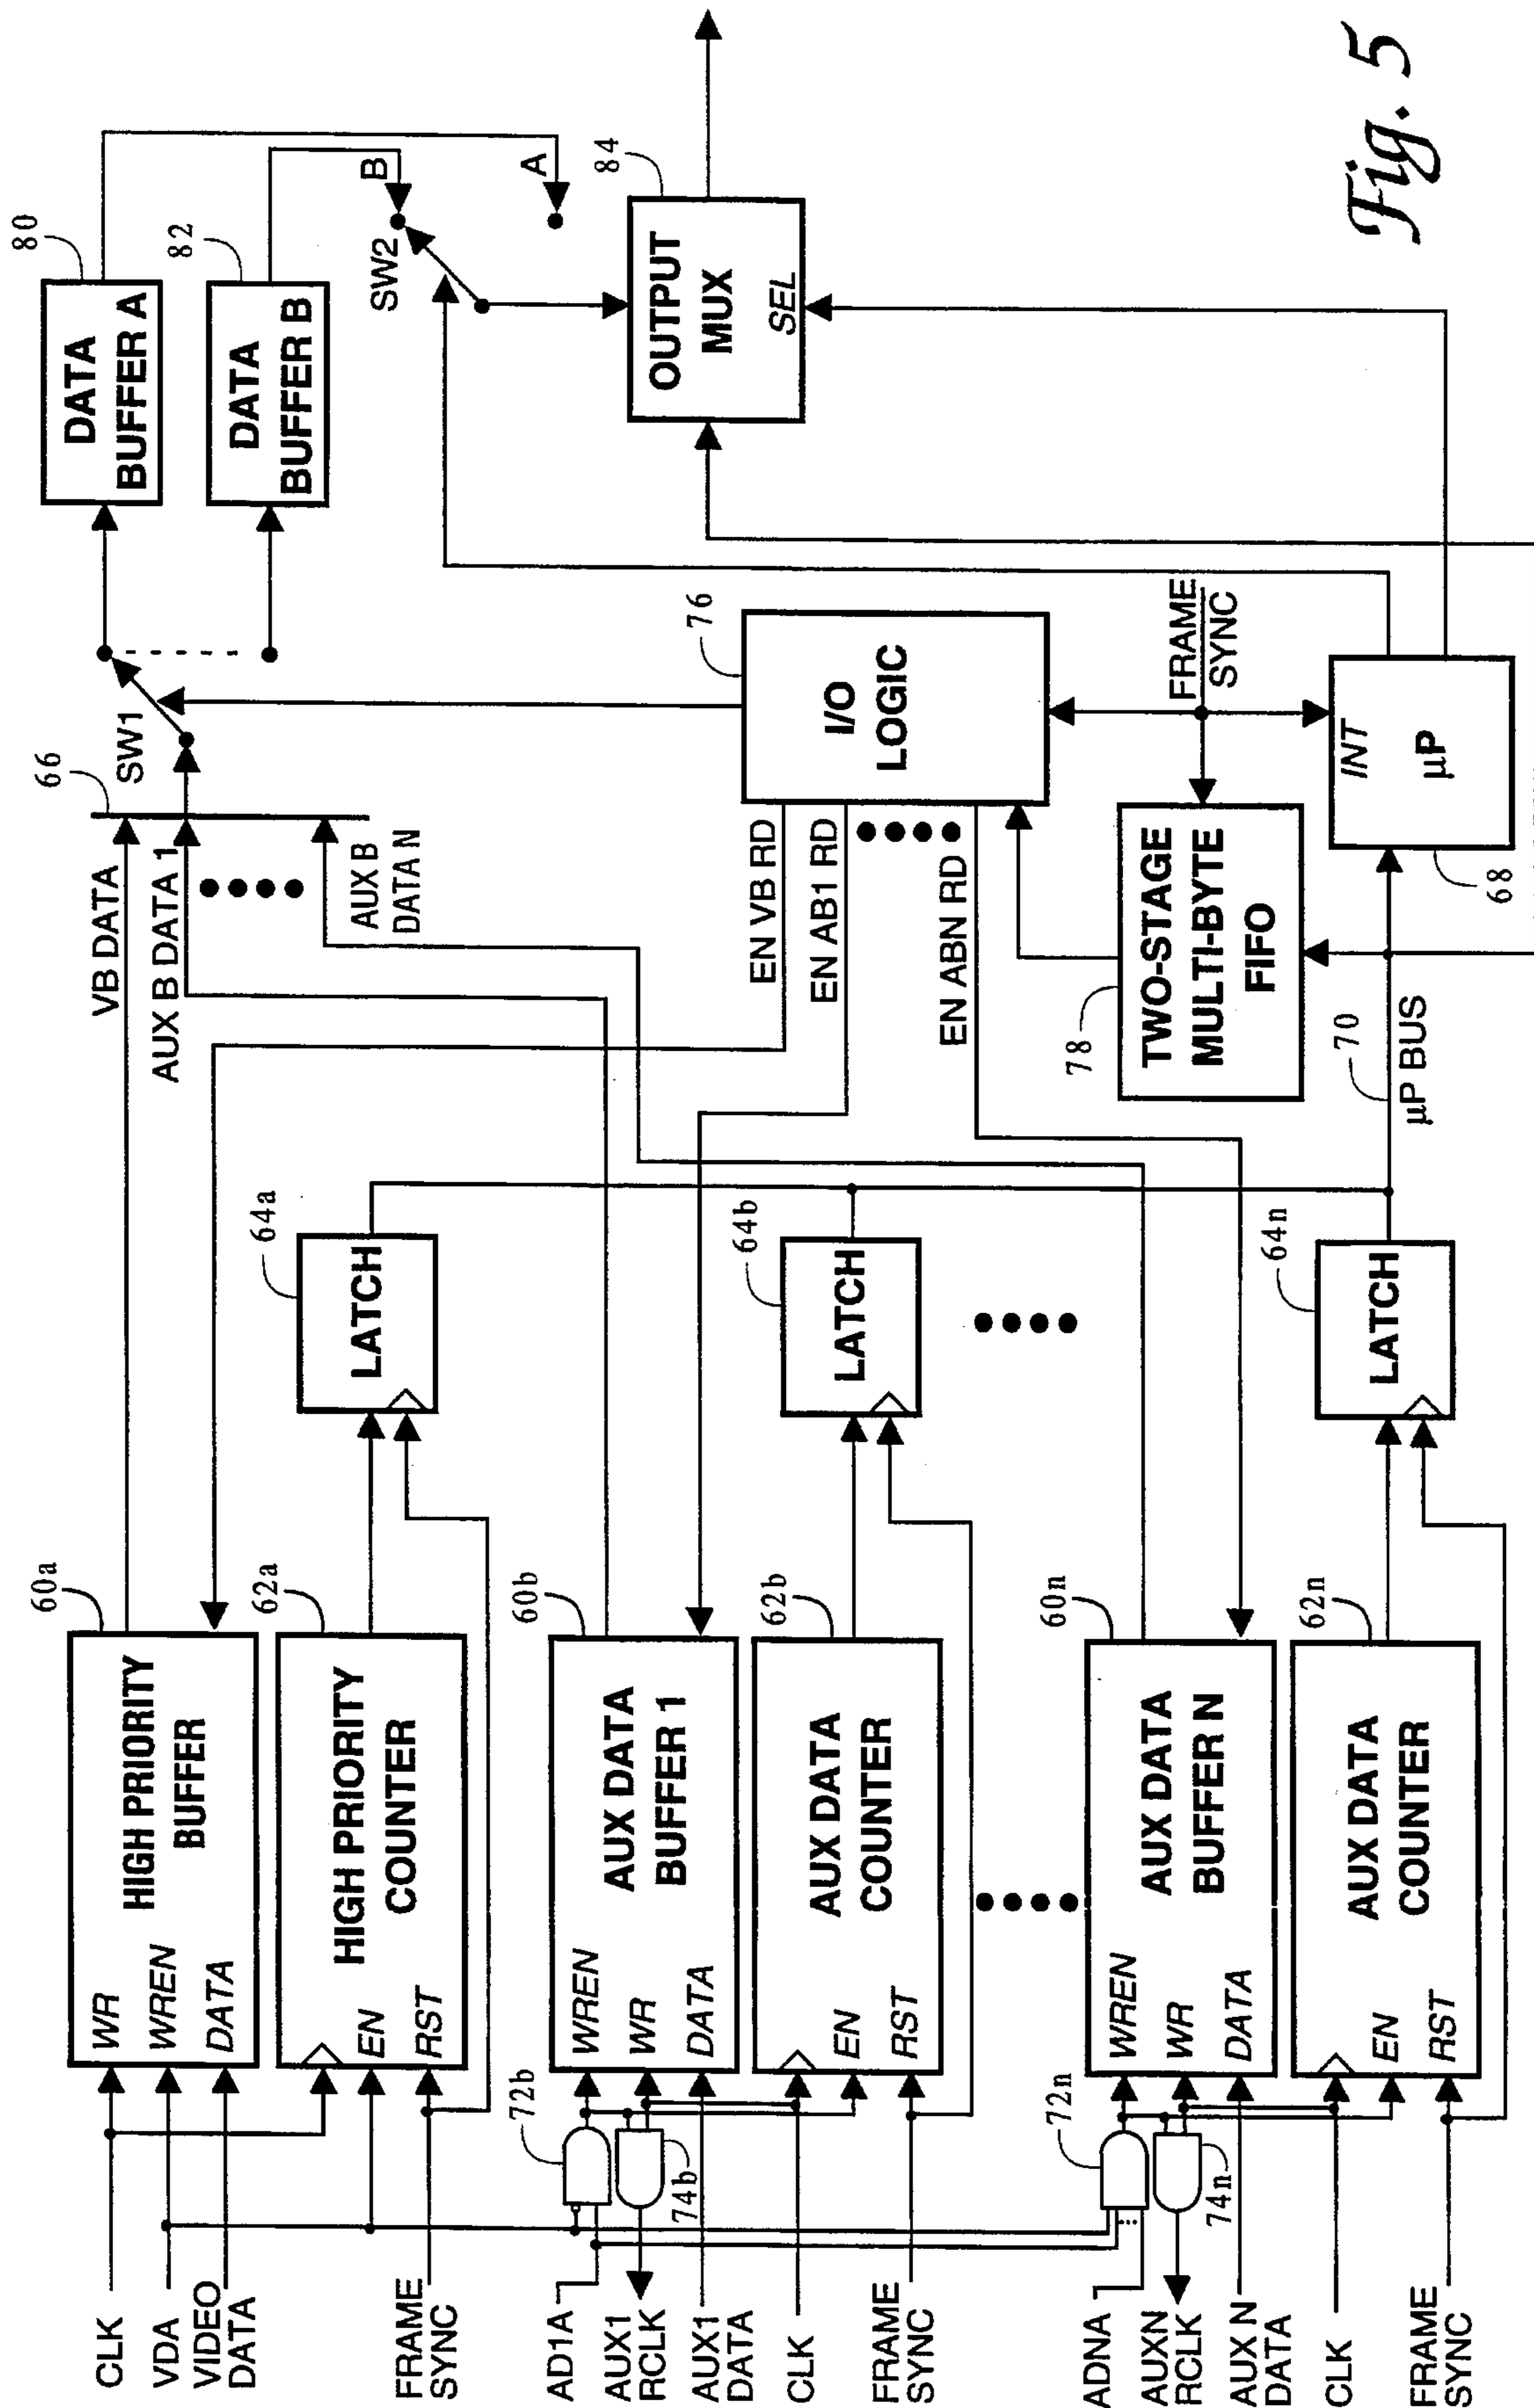 CLK
VDA
VIDEO
DATA
FRAME
SYNC
AD1A
AUX1
RCLK
AUX1
DATA
CLK
FRAME
SYNC
ADNA
AUXN
RCLK
AUX N
DATA
CLK
FRAME
SYNC
72b
74b
72n
74n
60a
WR
WREN
DATA
HIGH PRIORITY
BUFFER
62a
EN
RST
HIGH PRIORITY
COUNTER
60b
WREN
WR
DATA
AUX DATA
BUFFER 1
62b
EN
RST
AUX DATA
COUNTER
60n
WREN
WR
DATA
AUX DATA
BUFFER N
62n
EN
RST
AUX DATA
COUNTER
64a
LATCH
64b
LATCH
64n
LATCH
VB DATA
AUX B DATA 1
AUX B
DATA N
66
SW1
EN VB RD
EN AB1 RD
EN ABN RD
76
I/O
LOGIC
78
TWO-STAGE
MULTI-BYTE
FIFO
FRAME
SYNC
70
µP BUS
INT
µP
68
80
DATA
BUFFER A
82
DATA
BUFFER B
B
A
SW2
84
OUTPUT
MUX
SEL
Fig. 5